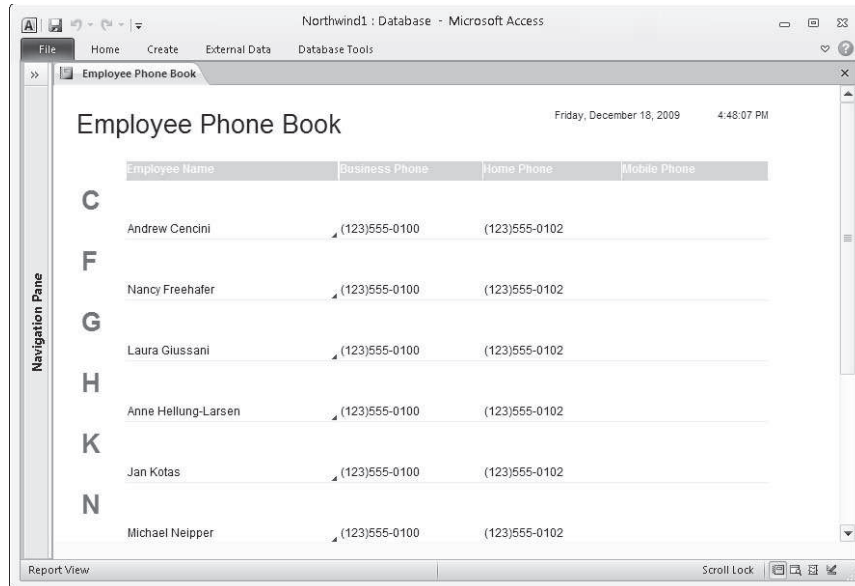 Northwind1 : Database - Microsoft Access
File Home Create External Data Database Tools
Employee Phone Book
Employee Phone Book
Friday, December 18, 2009 4:48:07 PM
Employee Name Business Phone Home Phone Mobile Phone
C
Andrew Cencini (123)555-0100 (123)555-0102
F
Nancy Freehafer (123)555-0100 (123)555-0102
G
Laura Giussani (123)555-0100 (123)555-0102
H
Anne Hellung-Larsen (123)555-0100 (123)555-0102
K
Jan Kotas (123)555-0100 (123)555-0102
N
Michael Neipper (123)555-0100 (123)555-0102
Navigation Pane
Report View Scroll Lock